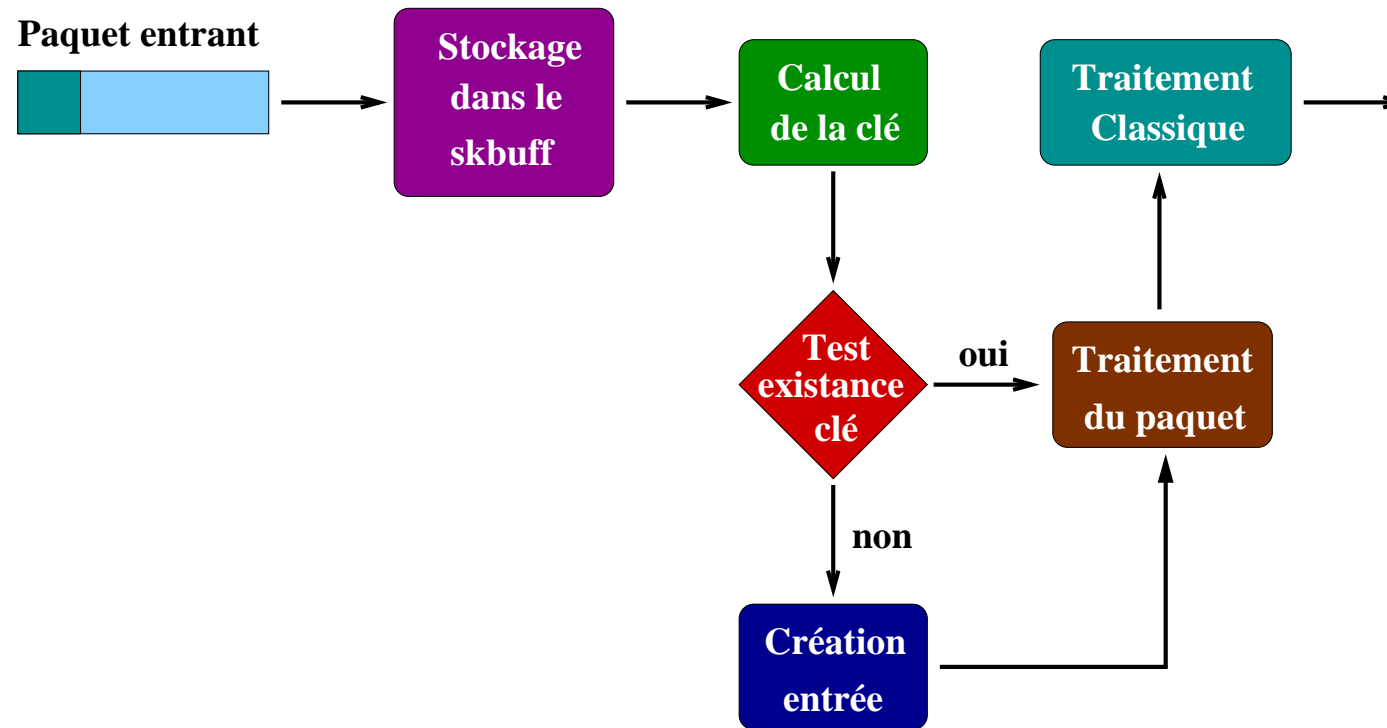 Paquet entrant
Stockage
dans le
skbuff
Calcul
de la clé
Traitement
Classique
Test
existance
clé
oui
Traitement
du paquet
non
Création
entrée